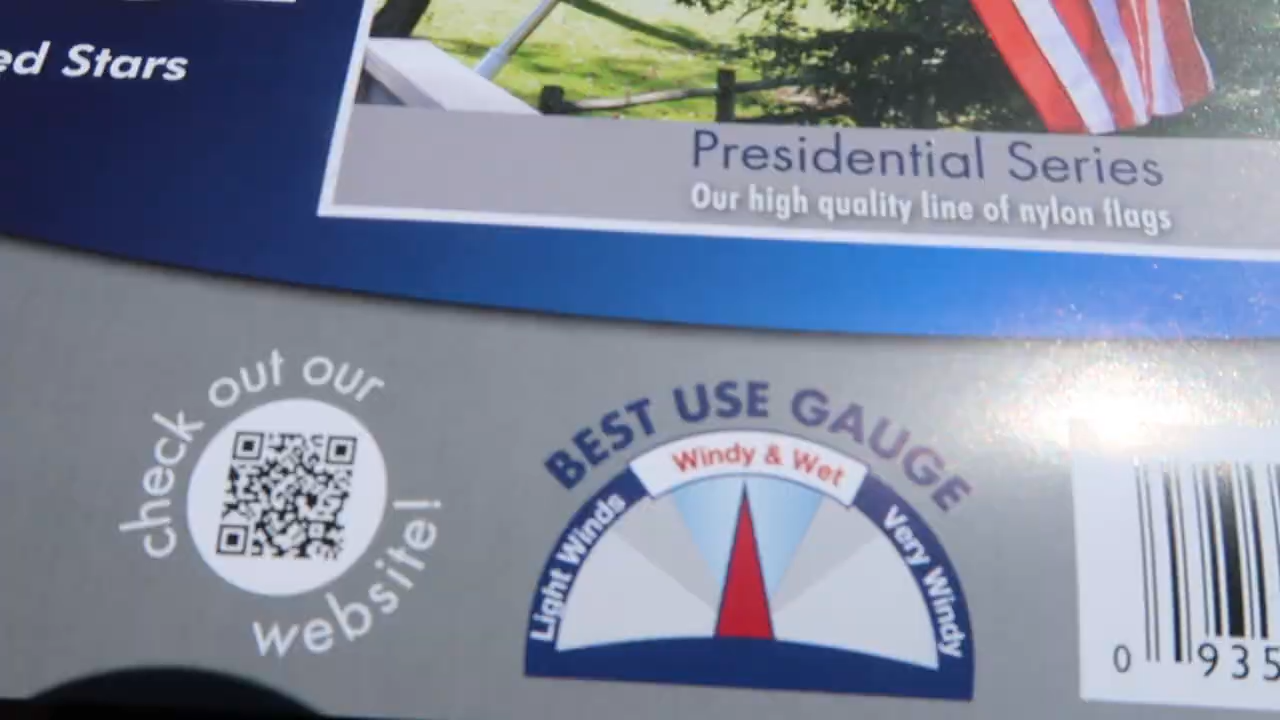 ed Stars
Presidential Series
Our high quality line of nylon flags
check out our
website!
BEST USE GAUGE
Windy & Wet
Light Winds
Very Windy
0 935